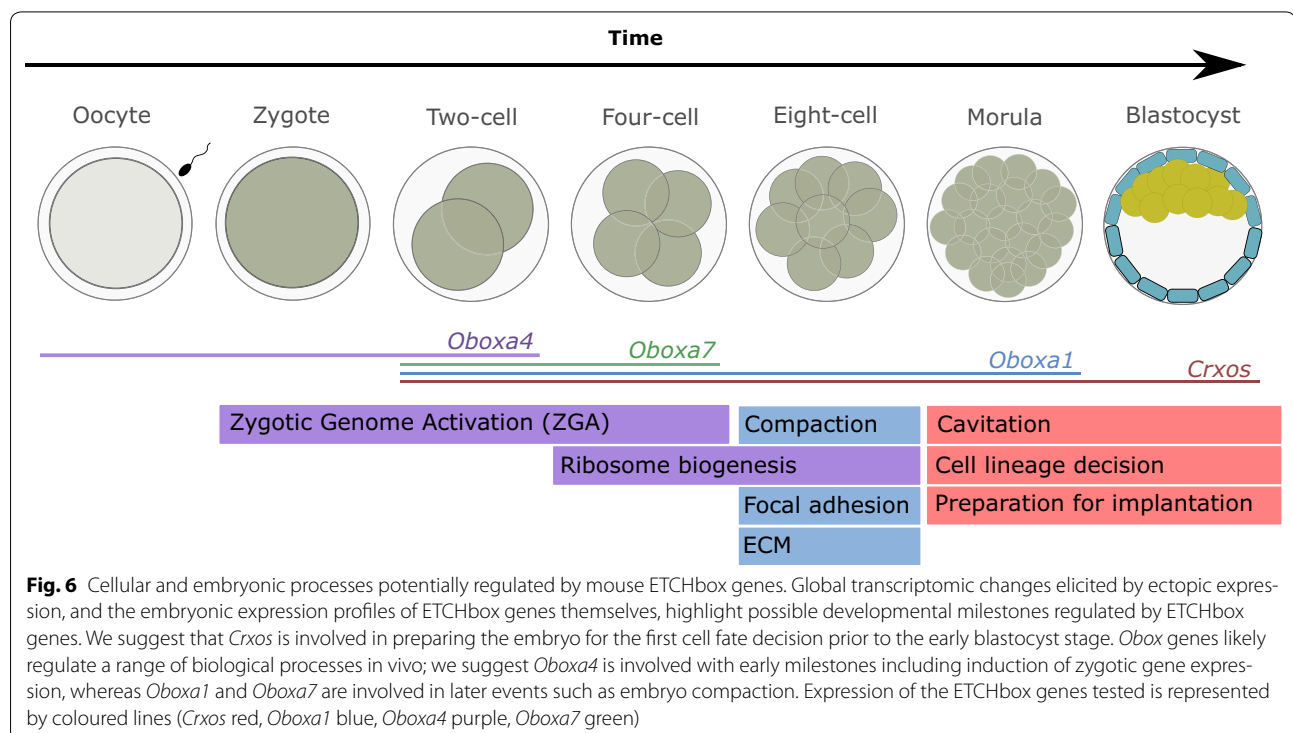 Time
Oocyte Zygote Two-cell Four-cell Eight-cell Morula Blastocyst
Oboxa4 Oboxa7 Oboxa1 Crxos
Zygotic Genome Activation (ZGA) Compaction Cavitation
Ribosome biogenesis Cell lineage decision
Focal adhesion Preparation for implantation
ECM
Fig. 6 Cellular and embryonic processes potentially regulated by mouse ETCHbox genes. Global transcriptomic changes elicited by ectopic expres-
sion, and the embryonic expression profiles of ETCHbox genes themselves, highlight possible developmental milestones regulated by ETCHbox
genes. We suggest that Crxos is involved in preparing the embryo for the first cell fate decision prior to the early blastocyst stage. Obox genes likely
regulate a range of biological processes in vivo; we suggest Oboxa4 is involved with early milestones including induction of zygotic gene expres-
sion, whereas Oboxa1 and Oboxa7 are involved in later events such as embryo compaction. Expression of the ETCHbox genes tested is represented
by coloured lines (Crxos red, Oboxa1 blue, Oboxa4 purple, Oboxa7 green)